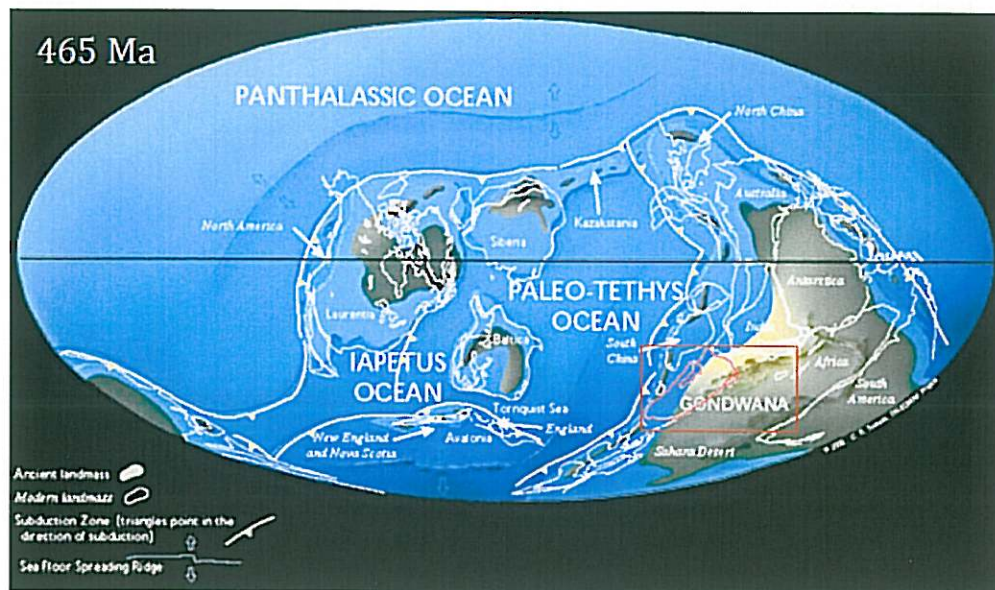 465 Ma
PANTHALASSIC OCEAN
North China
Australia
North America
Kazakstania
Siberia
Antarctica
PALEO-TETHYS
OCEAN
Laurentia
South
China
Baltica
IAPETUS
OCEAN
Africa
South
America
GONDWANA
Tornquist Sea
England
New England
and Nova Scotia
Avalonia
Sahara Desert
Ancient landmass
Modern landmass
Subduction Zone (triangles point in the
direction of subduction)
Sea Floor Spreading Ridge